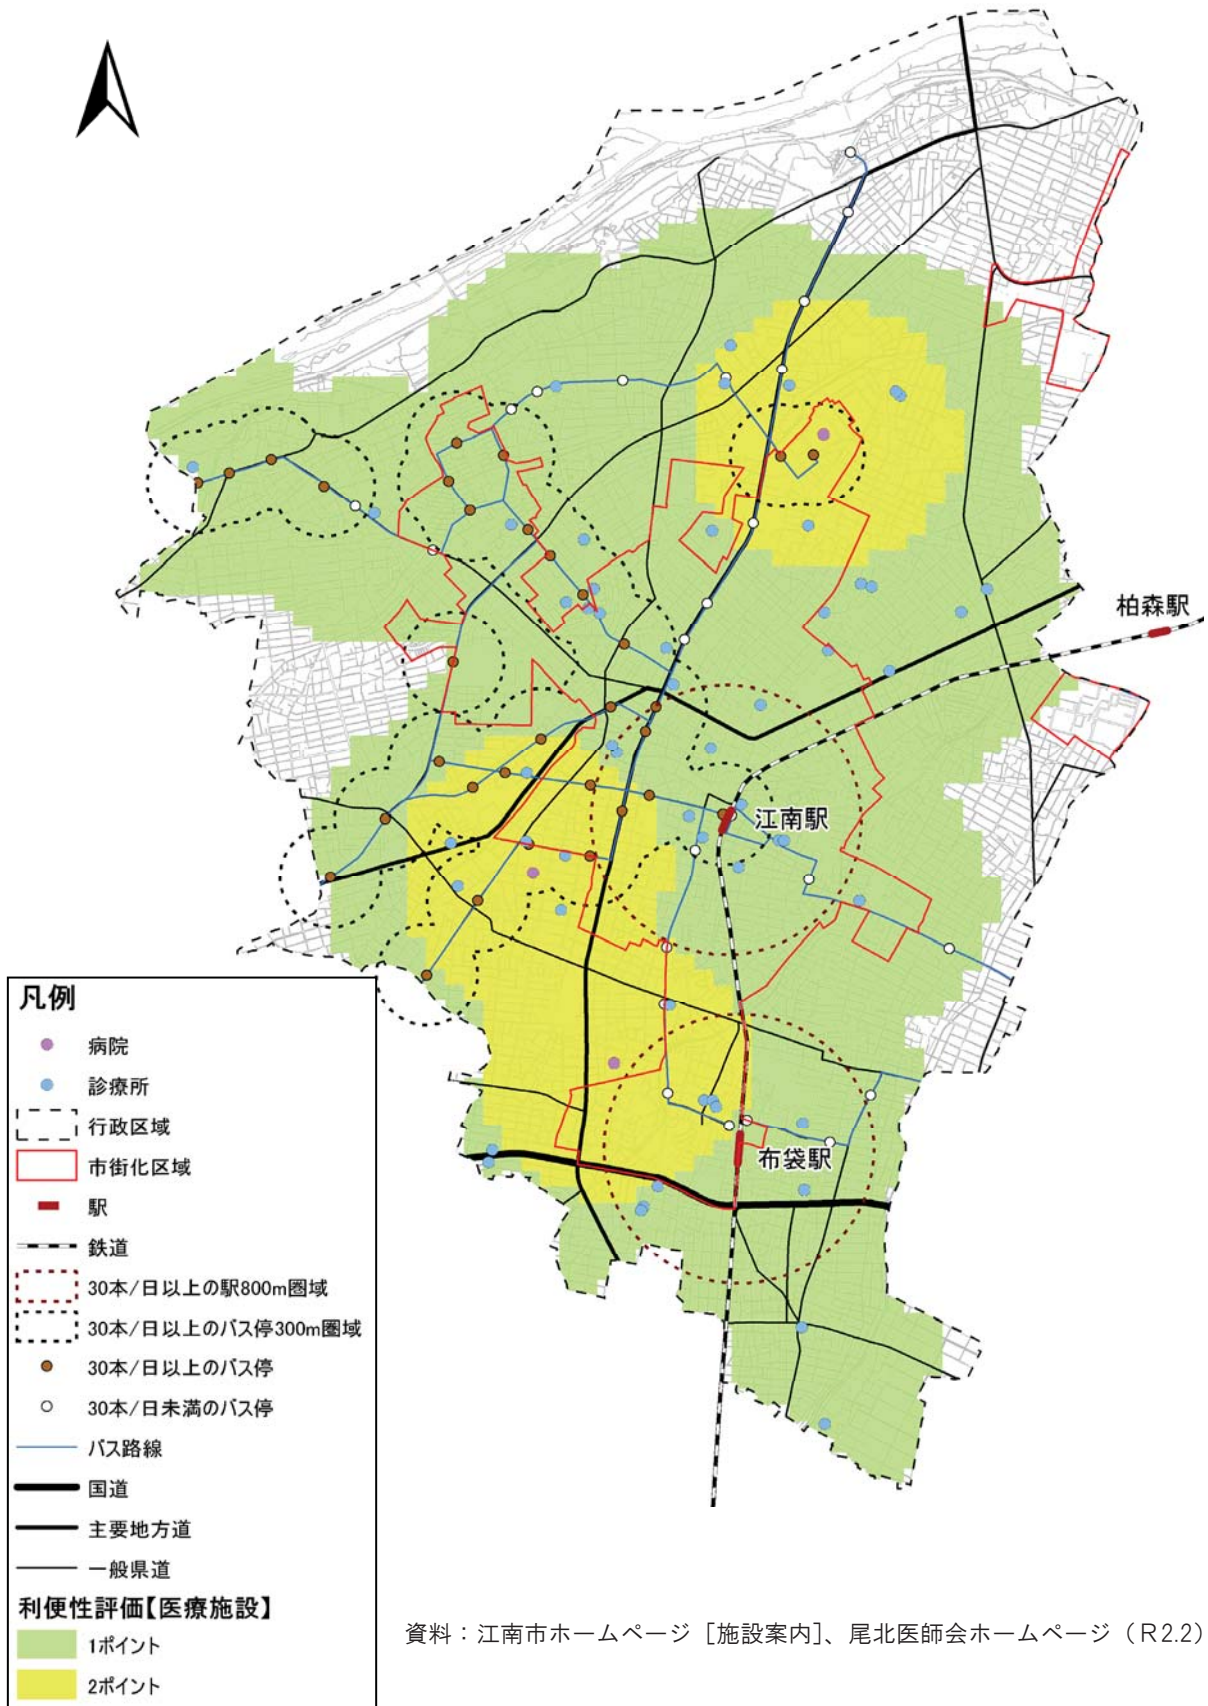 柏森駅
江南駅
布袋駅
凡例
病院
診療所
行政区域
市街化区域
駅
鉄道
30本/日以上の駅800m圏域
30本/日以上のバス停300m圏域
30本/日以上のバス停
30本/日未満のバス停
バス路線
国道
主要地方道
一般県道
利便性評価【医療施設】
1ポイント
2ポイント
資料：江南市ホームページ［施設案内］、尾北医師会ホームページ（R2.2）